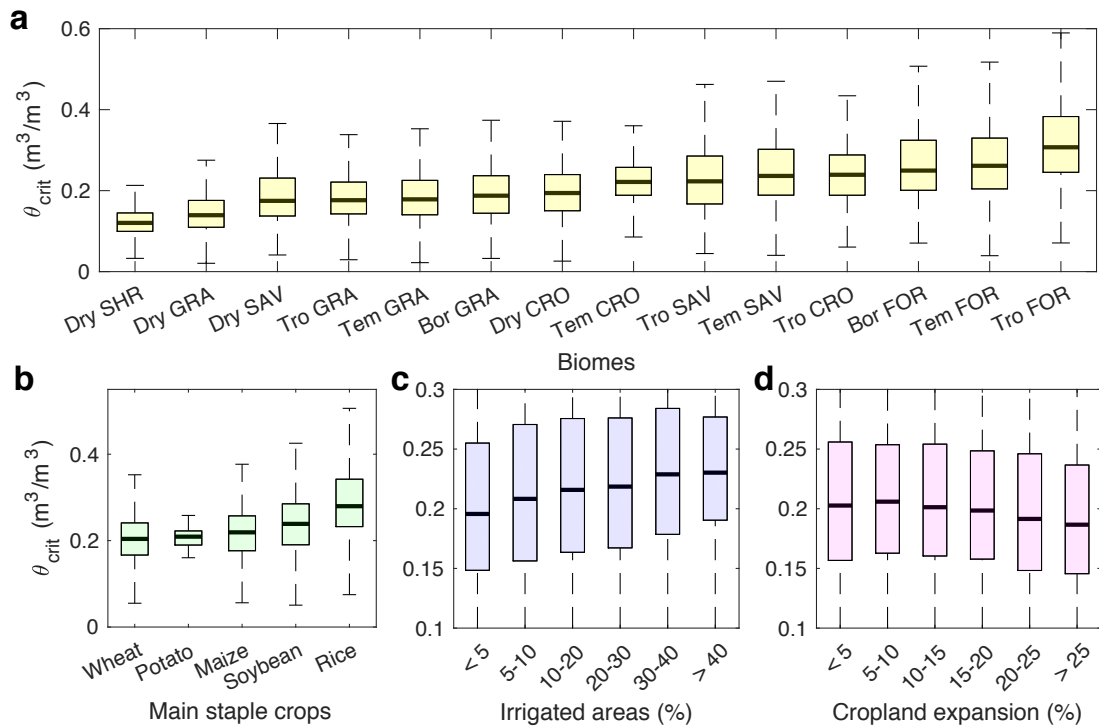 a
θcrit (m³/m³)
0.6
0.4
0.2
0
Dry SHR
Dry GRA
Dry SAV
Tro GRA
Tem GRA
Bor GRA
Dry CRO
Tem CRO
Tro SAV
Tem SAV
Tro CRO
Bor FOR
Tem FOR
Tro FOR
Biomes
b
θcrit (m³/m³)
0.4
0.2
0
Wheat
Potato
Maize
Soybean
Rice
Main staple crops
c
0.3
0.25
0.2
0.15
0.1
< 5
5-10
10-20
20-30
30-40
> 40
Irrigated areas (%)
d
0.3
0.25
0.2
0.15
0.1
< 5
5-10
10-15
15-20
20-25
> 25
Cropland expansion (%)